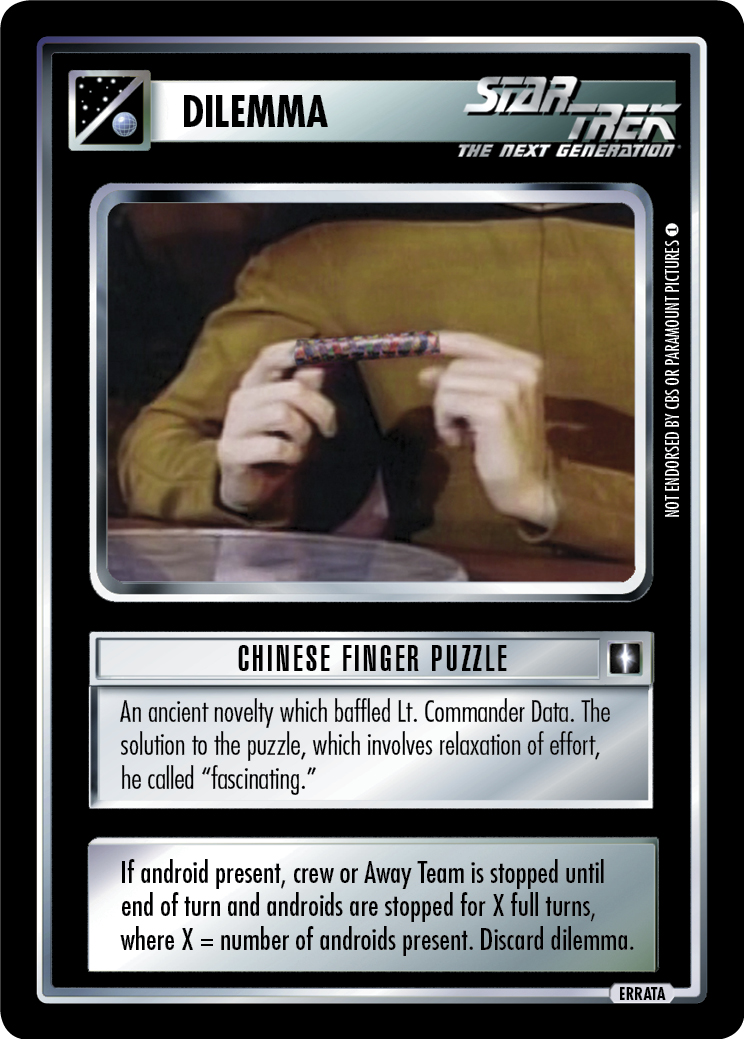 DILEMMA
STAR TREK
THE NEXT GENERATION
NOT ENDORSED BY CBS OR PARAMOUNT PICTURES 1
CHINESE FINGER PUZZLE
An ancient novelty which baffled Lt. Commander Data. The
solution to the puzzle, which involves relaxation of effort,
he called “fascinating.”
If android present, crew or Away Team is stopped until
end of turn and androids are stopped for X full turns,
where X = number of androids present. Discard dilemma.
ERRATA